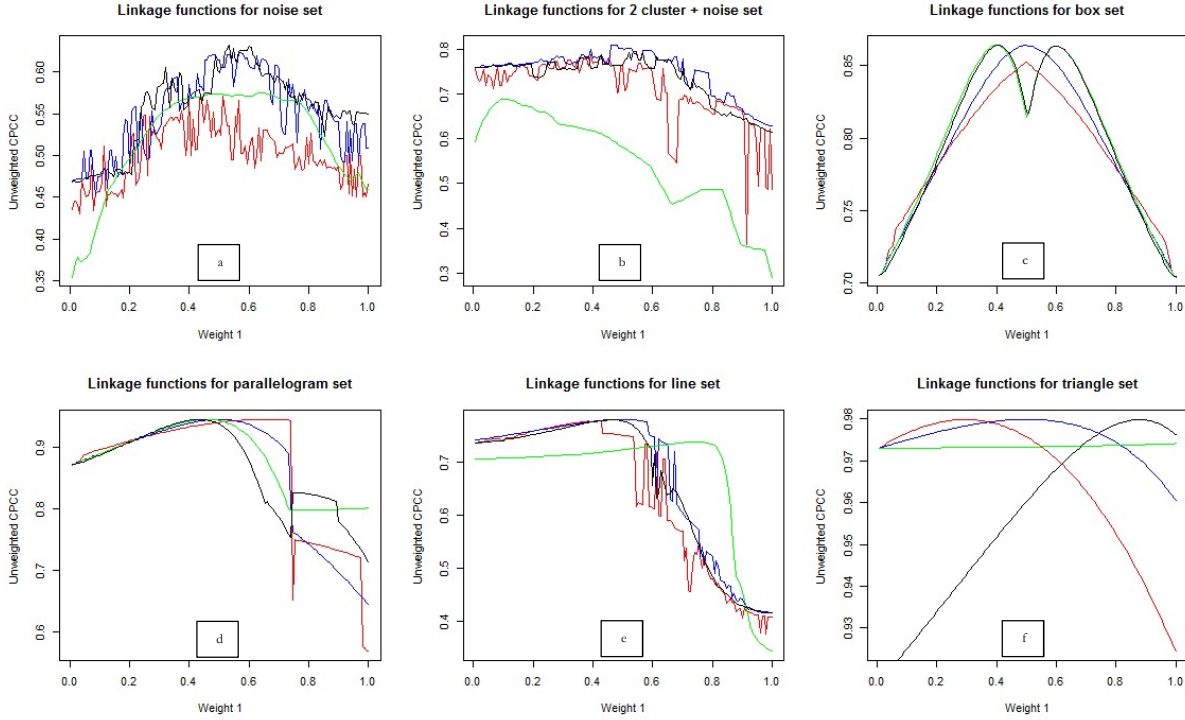 Linkage functions for noise set
Linkage functions for 2 cluster + noise set
Linkage functions for box set
Unweighted CPCC
0.35 0.40 0.45 0.50 0.55 0.60
a
0.0 0.2 0.4 0.6 0.8 1.0
Weight 1
Unweighted CPCC
0.3 0.4 0.5 0.6 0.7 0.8
b
0.0 0.2 0.4 0.6 0.8 1.0
Weight 1
Unweighted CPCC
0.70 0.75 0.80 0.85
c
0.0 0.2 0.4 0.6 0.8 1.0
Weight 1
Linkage functions for parallelogram set
Linkage functions for line set
Linkage functions for triangle set
Unweighted CPCC
0.6 0.7 0.8 0.9
d
0.0 0.2 0.4 0.6 0.8 1.0
Weight 1
Unweighted CPCC
0.4 0.5 0.6 0.7
e
0.0 0.2 0.4 0.6 0.8 1.0
Weight 1
Unweighted CPCC
0.93 0.94 0.95 0.96 0.97 0.98
f
0.0 0.2 0.4 0.6 0.8 1.0
Weight 1